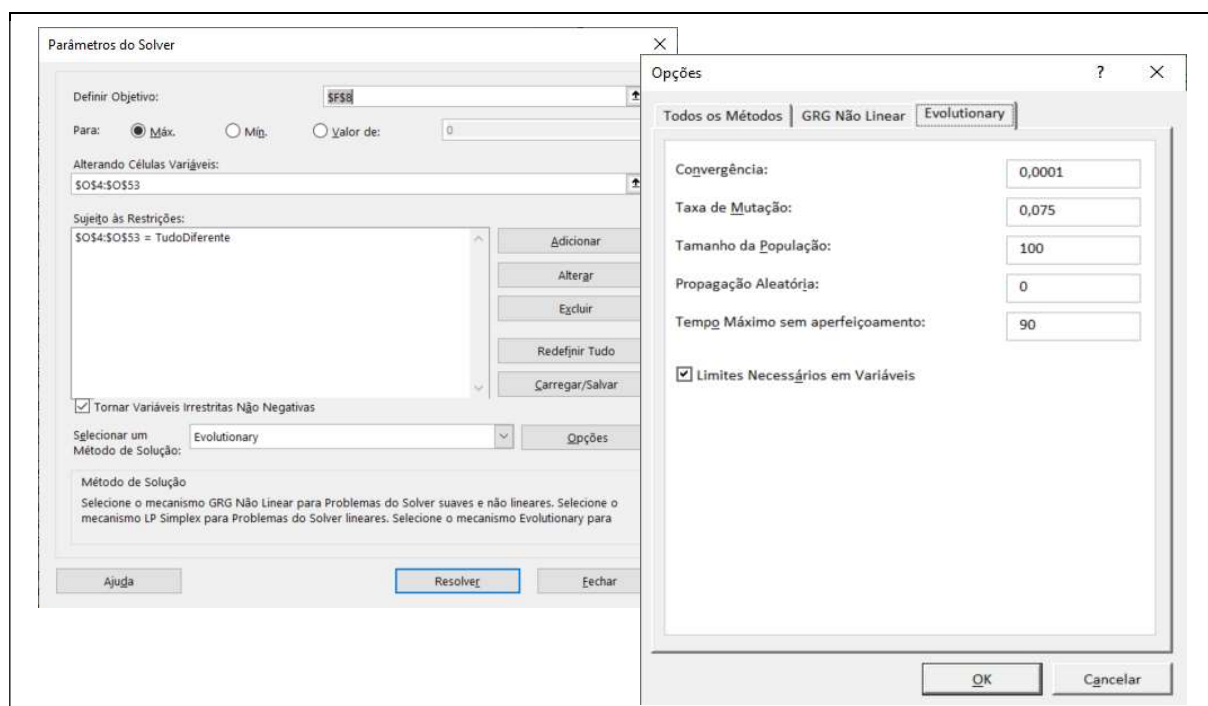 Parâmetros do Solver
Definir Objetivo:
$F$8
Para:
Máx.
Mín.
Valor de:
0
Alterando Células Variáveis:
$O$4:$O$53
Sujeito às Restrições:
$O$4:$O$53 = TudoDiferente
Adicionar
Alterar
Excluir
Redefinir Tudo
Carregar/Salvar
Tornar Variáveis Irrestritas Não Negativas
Selecionar um
Método de Solução:
Evolutionary
Opções
Método de Solução
Selecione o mecanismo GRG Não Linear para Problemas do Solver suaves e não lineares. Selecione o
mecanismo LP Simplex para Problemas do Solver lineares. Selecione o mecanismo Evolutionary para
Ajuda
Resolver
Fechar
Opções
?
Todos os Métodos
GRG Não Linear
Evolutionary
Convergência:
0,0001
Taxa de Mutação:
0,075
Tamanho da População:
100
Propagação Aleatória:
0
Tempo Máximo sem aperfeiçoamento:
90
Limites Necessários em Variáveis
OK
Cancelar